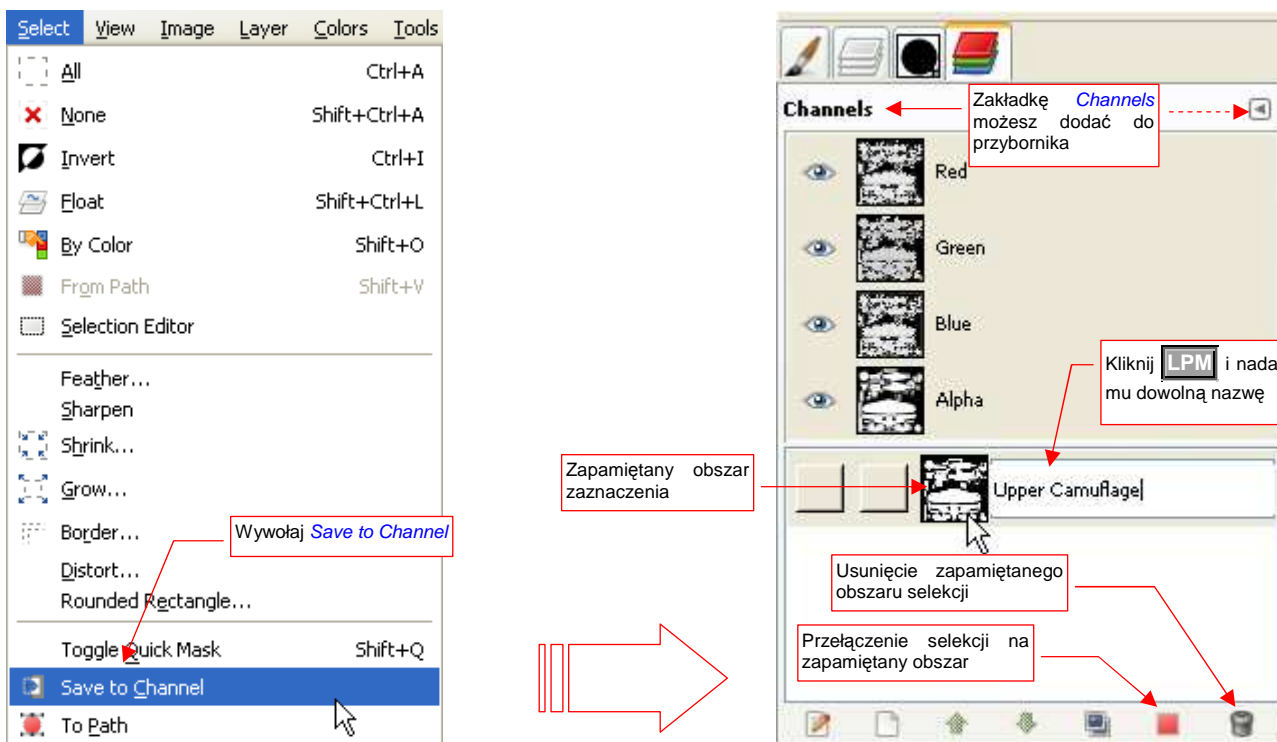 Select View Image Layer Colors Tools
All Ctrl+A
None Shift+Ctrl+A
Invert Ctrl+I
Float Shift+Ctrl+L
By Color Shift+O
From Path Shift+V
Selection Editor
Feather...
Sharpen
Shrink...
Grow...
Border...
Wywołaj Save to Channel
Distort...
Rounded Rectangle...
Toggle Quick Mask Shift+Q
Save to Channel
To Path
Channels
Zakładkę Channels
możesz dodać do
przybornika
Red
Green
Blue
Alpha
Kliknij LPM i nada
mu dowolną nazwę
Zapamiętany obszar
zaznaczenia
Upper Camuflage
Usunięcie zapamiętanego
obszaru selekcji
Przełączenie selekcji na
zapamiętany obszar